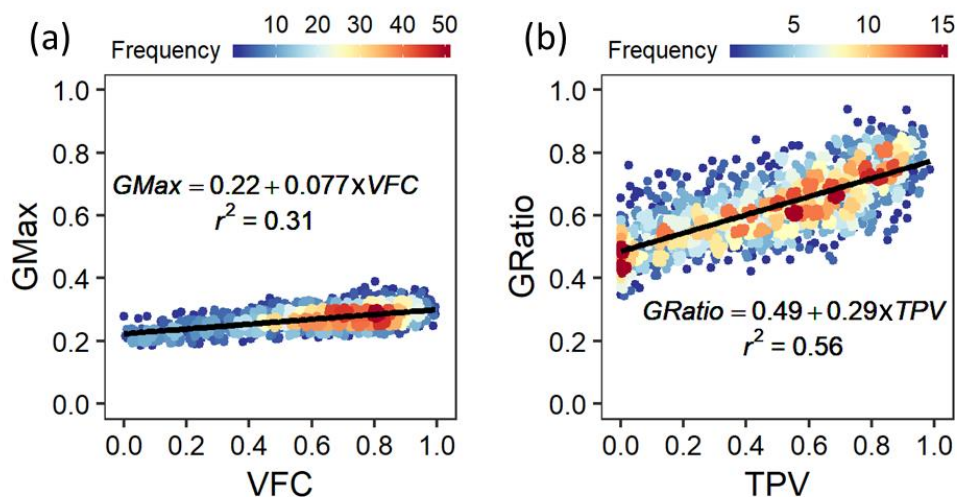 (a)
Frequency 10 30 40 50
1.0
0.8
0.6
0.4
0.2
0.0
GMax
GMax = 0.22 + 0.077xVFC
r² = 0.31
0.0 0.2 0.4 0.6 0.8 1.0
VFC
(b)
Frequency 5 10 15
1.0
0.8
0.6
0.4
0.2
0.0
GRatio
GRatio = 0.49 + 0.29xTPV
r² = 0.56
0.0 0.2 0.4 0.6 0.8 1.0
TPV